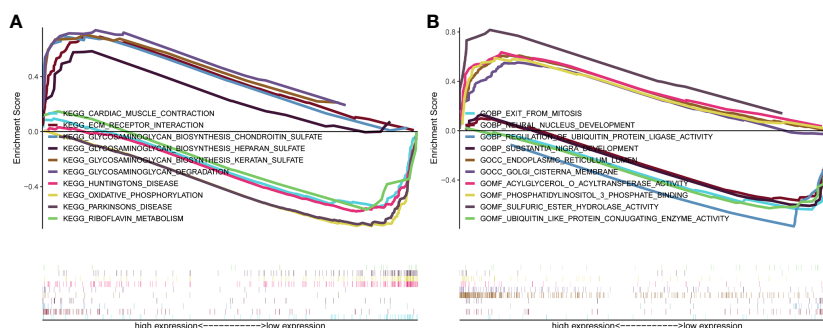 A
Enrichment Score
0.4
0.0
−0.4
KEGG_CARDIAC_MUSCLE_CONTRACTION
KEGG_ECM_RECEPTOR_INTERACTION
KEGG_GLYCOSAMINOGLYCAN_BIOSYNTHESIS_CHONDROITIN_SULFATE
KEGG_GLYCOSAMINOGLYCAN_BIOSYNTHESIS_HEPARAN_SULFATE
KEGG_GLYCOSAMINOGLYCAN_BIOSYNTHESIS_KERATAN_SULFATE
KEGG_GLYCOSAMINOGLYCAN_DEGRADATION
KEGG_HUNTINGTONS_DISEASE
KEGG_OXIDATIVE_PHOSPHORYLATION
KEGG_PARKINSONS_DISEASE
KEGG_RIBOFLAVIN_METABOLISM
high expression<------------>low expression
B
Enrichment Score
0.8
0.4
0.0
−0.4
GOBP_EXIT_FROM_MITOSIS
GOBP_NEURAL_NUCLEUS_DEVELOPMENT
GOBP_REGULATION_OF_UBIQUITIN_PROTEIN_LIGASE_ACTIVITY
GOBP_SUBSTANTIA_NIGRA_DEVELOPMENT
GOCC_ENDOPLASMIC_RETICULUM_LUMEN
GOCC_GOLGI_CISTERNA_MEMBRANE
GOMF_ACYLGLYCEROL_O_ACYLTRANSFERASE_ACTIVITY
GOMF_PHOSPHATIDYLINOSITOL_3_PHOSPHATE_BINDING
GOMF_SULFURIC_ESTER_HYDROLASE_ACTIVITY
GOMF_UBIQUITIN_LIKE_PROTEIN_CONJUGATING_ENZYME_ACTIVITY
high expression<------------>low expression